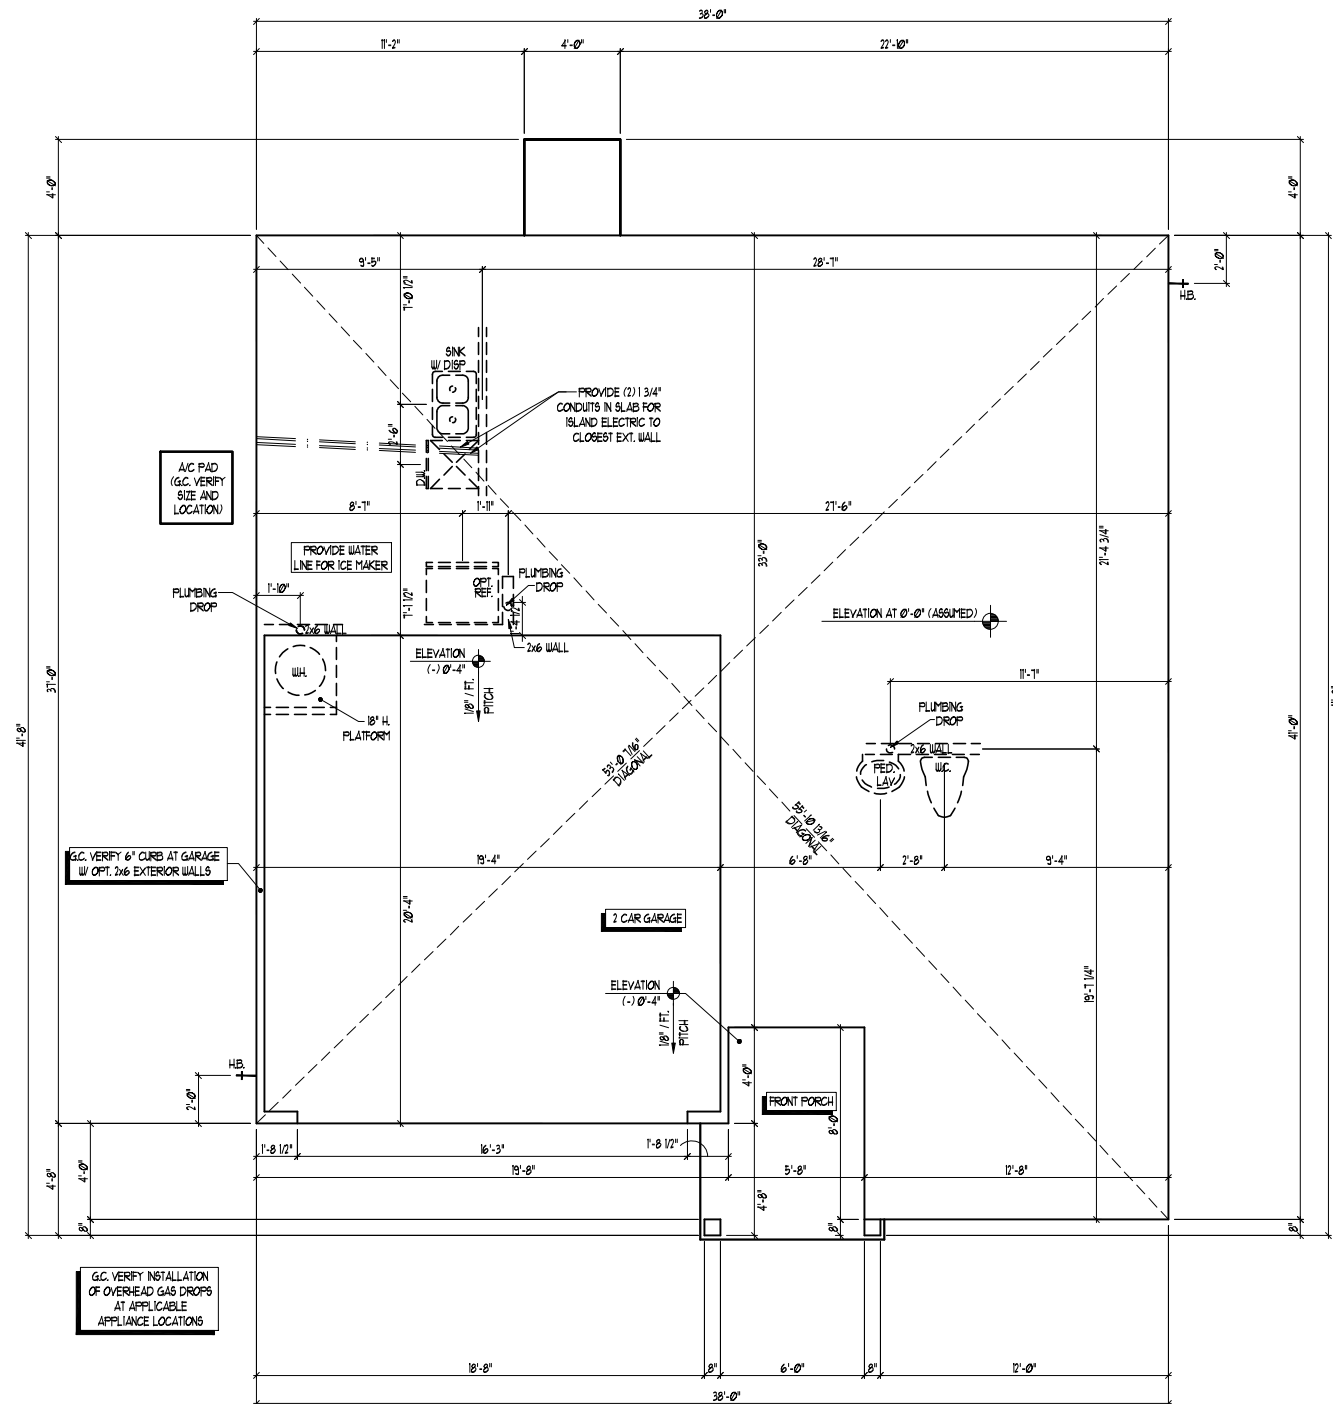 38'-0"
11'-2"
4'-0"
22'-10"
4'-0"
4'-0"
9'-5"
28'-7"
2'-0"
H.B.
7'-0 1/2"
SINK
W/ DISP
PROVIDE (2) 1 3/4"
CONDUITS IN SLAB FOR
ISLAND ELECTRIC TO
CLOSEST EXT. WALL
2'-6"
D.W.
A/C PAD
(G.C. VERIFY
SIZE AND
LOCATION)
8'-7"
1'-11"
27'-6"
33'-0"
21'-4 3/4"
PROVIDE WATER
LINE FOR ICE MAKER
PLUMBING
DROP
1'-10"
7'-1 1/2"
OPT.
REF.
PLUMBING
DROP
1'-4 1/2"
2x6 WALL
2x6 WALL
ELEVATION AT 0'-0" (ASSUMED)
ELEVATION
(-) 0'-4"
1/8" / FT.
PITCH
W.H.
18" H.
PLATFORM
37'-0"
41'-8"
41'-0"
11'-7"
PLUMBING
DROP
2x6 WALL
PED.
LAV.
W.C.
53'-0 7/16"
DIAGONAL
55'-10 13/16"
DIAGONAL
G.C. VERIFY 6" CURB AT GARAGE
W/ OPT. 2x6 EXTERIOR WALLS
19'-4"
6'-8"
2'-8"
9'-4"
20'-4"
2 CAR GARAGE
ELEVATION
(-) 0'-4"
1/8" / FT.
PITCH
19'-7 1/4"
H.B.
2'-0"
4'-0"
FRONT PORCH
8'-0"
1'-8 1/2"
16'-3"
1'-8 1/2"
19'-8"
5'-8"
12'-8"
4'-8"
4'-0"
8"
4'-8"
8"
8"
G.C. VERIFY INSTALLATION
OF OVERHEAD GAS DROPS
AT APPLICABLE
APPLIANCE LOCATIONS
18'-8"
8"
6'-0"
8"
12'-0"
38'-0"